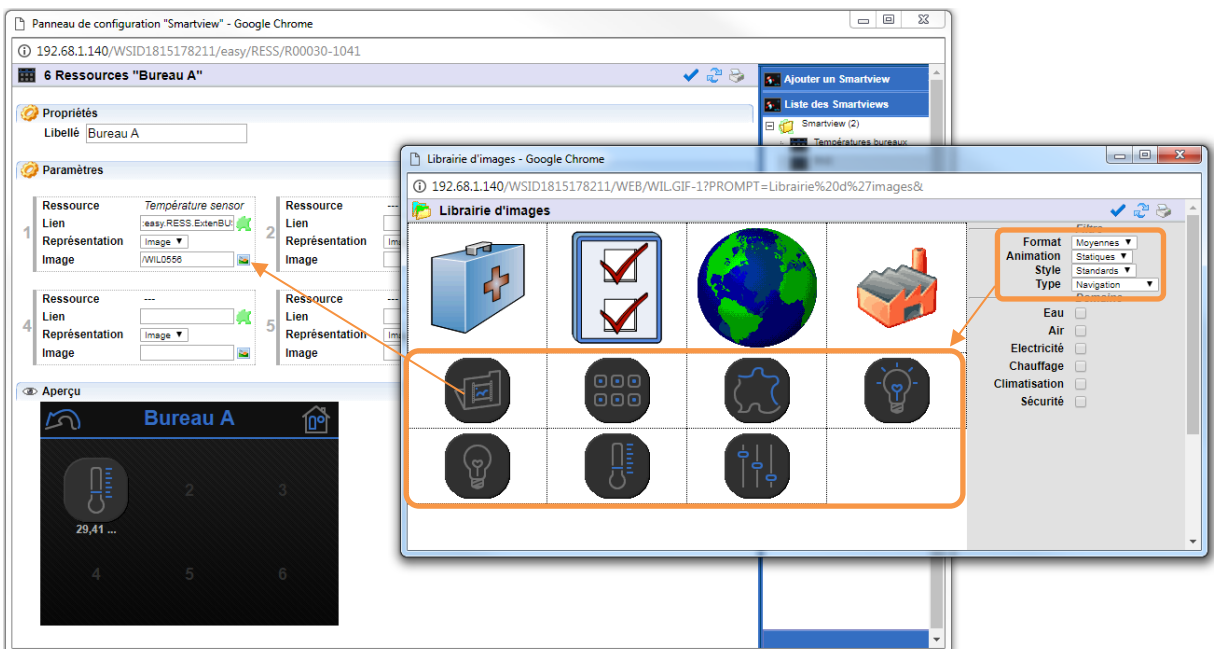 Panneau de configuration "Smartview" - Google Chrome
192.68.1.140/WSID1815178211/easy/RESS/R00030-1041
6 Ressources "Bureau A"
Propriétés
Libellé Bureau A
Paramètres
1
Ressource Température sensor
Lien :easy.RESS.ExtenBU
Représentation Image
Image /WIL0556
2
Ressource ---
Lien
Représentation
Image
4
Ressource ---
Lien
Représentation Image
Image
5
Ressource ---
Lien
Représentation
Image
Aperçu
Bureau A
29,41 ...
2
3
4
5
6
Ajouter un Smartview
Liste des Smartviews
Smartview (2)
Températures bureaux
Librairie d'images - Google Chrome
192.68.1.140/WSID1815178211/WEB/WIL.GIF-1?PROMPT=Librairie%20d%27images&
Librairie d'images
Filtre
Format Moyennes
Animation Statiques
Style Standards
Type Navigation
Domaine
Eau
Air
Electricité
Chauffage
Climatisation
Sécurité